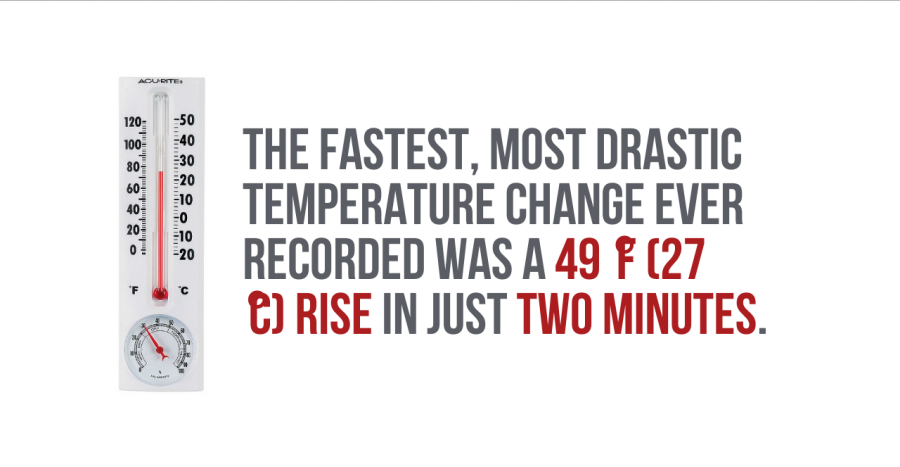 ACU·RITE®
120 50
100 40
80 30
60 20
40 10
20 0
0 10
20
°F °C
THE FASTEST, MOST DRASTIC
TEMPERATURE CHANGE EVER
RECORDED WAS A 49 °F (27
°C) RISE IN JUST TWO MINUTES.